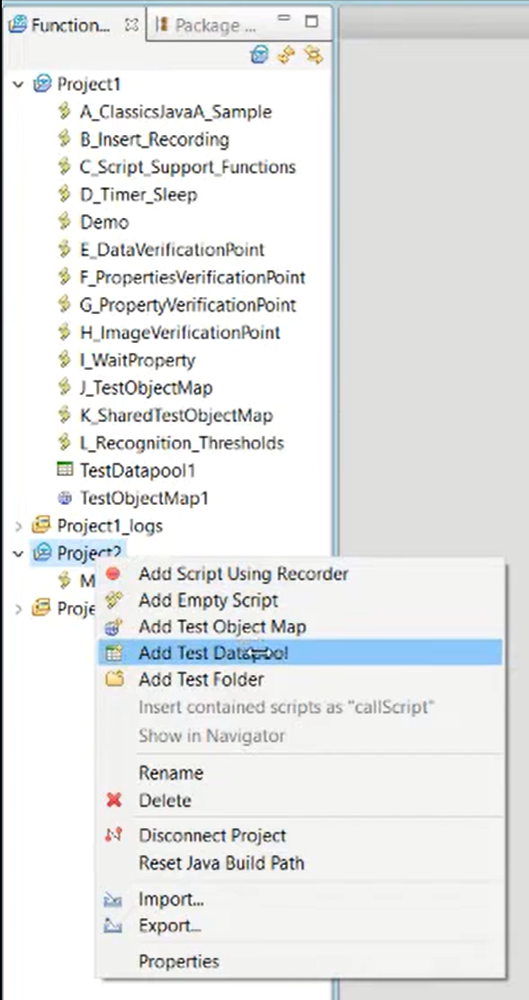 Function...
Package ...
Project1
A_ClassicsJavaA_Sample
B_Insert_Recording
C_Script_Support_Functions
D_Timer_Sleep
Demo
E_DataVerificationPoint
F_PropertiesVerificationPoint
G_PropertyVerificationPoint
H_ImageVerificationPoint
I_WaitProperty
J_TestObjectMap
K_SharedTestObjectMap
L_Recognition_Thresholds
TestDatapool1
TestObjectMap1
Project1_logs
Project2
M
Proje
Add Script Using Recorder
Add Empty Script
Add Test Object Map
Add Test Datapool
Add Test Folder
Insert contained scripts as "callScript"
Show in Navigator
Rename
Delete
Disconnect Project
Reset Java Build Path
Import...
Export...
Properties